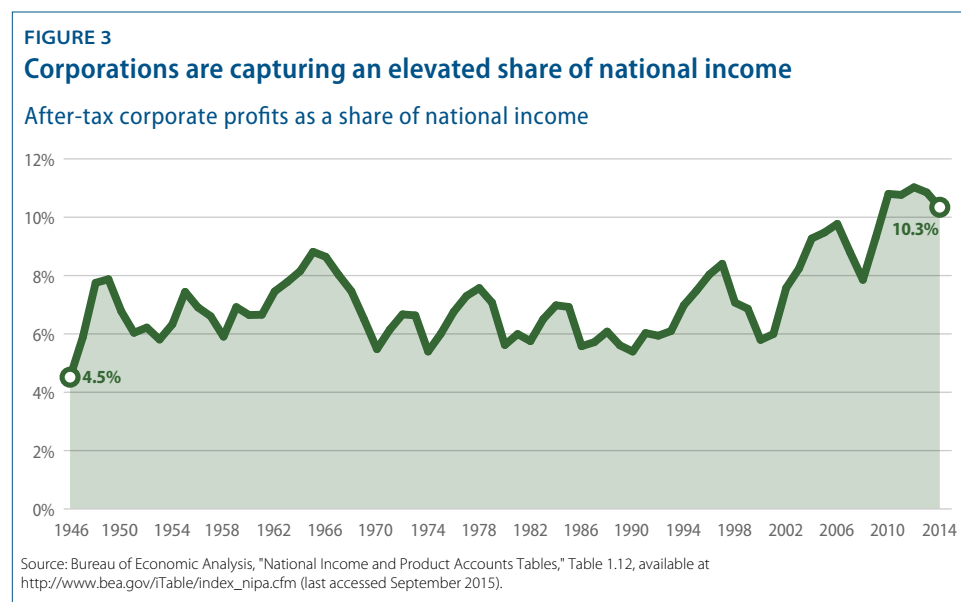 FIGURE 3
Corporations are capturing an elevated share of national income
After-tax corporate profits as a share of national income
12%
10%
8%
6%
4%
2%
0%
10.3%
4.5%
1946 1950 1954 1958 1962 1966 1970 1974 1978 1982 1986 1990 1994 1998 2002 2006 2010 2014
Source: Bureau of Economic Analysis, "National Income and Product Accounts Tables," Table 1.12, available at
http://www.bea.gov/iTable/index_nipa.cfm (last accessed September 2015).